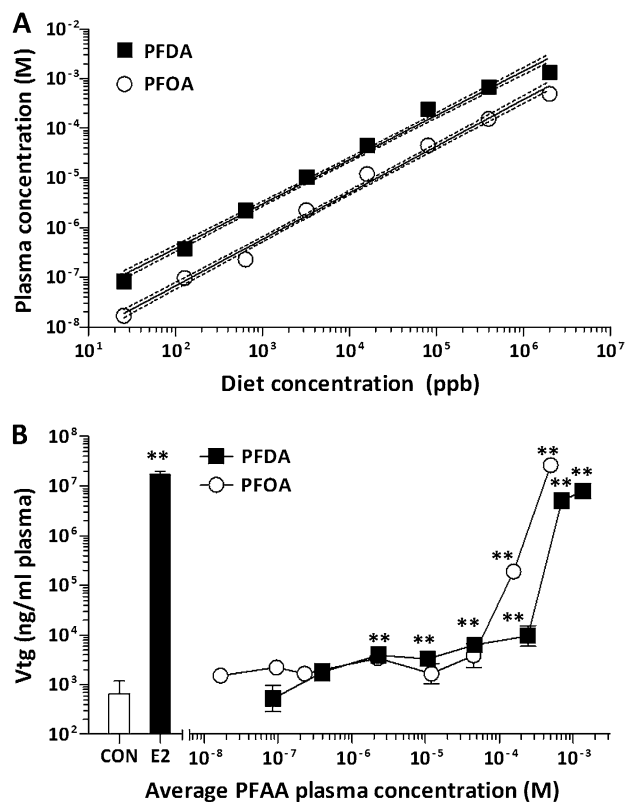 A
Plasma concentration (M)
10⁻²
10⁻³
10⁻⁴
10⁻⁵
10⁻⁶
10⁻⁷
10⁻⁸
PFDA
PFOA
10¹ 10² 10³ 10⁴ 10⁵ 10⁶ 10⁷
Diet concentration (ppb)
B
Vtg (ng/ml plasma)
10⁸
10⁷
10⁶
10⁵
10⁴
10³
10²
PFDA
PFOA
**
**
** **
**
** ** ** **
CON E2 10⁻⁸ 10⁻⁷ 10⁻⁶ 10⁻⁵ 10⁻⁴ 10⁻³
Average PFAA plasma concentration (M)